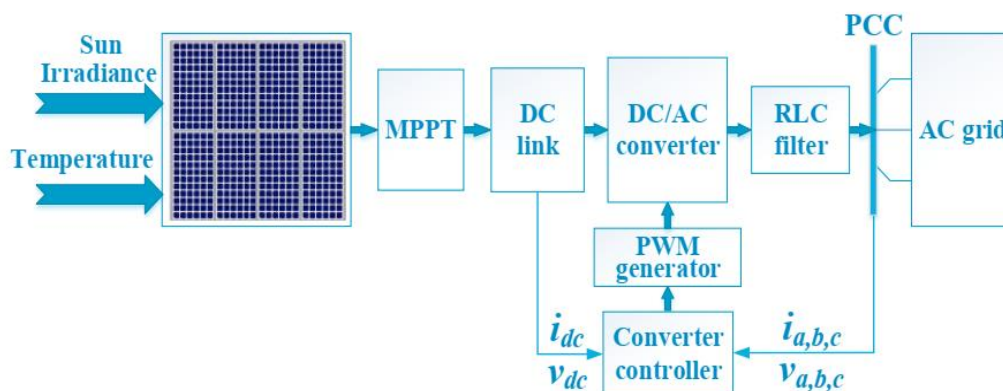 Sun
Irradiance
Temperature
MPPT
DC
link
DC/AC
converter
RLC
filter
PCC
AC grid
PWM
generator
Converter
controller
i_dc
v_dc
i_a,b,c
v_a,b,c